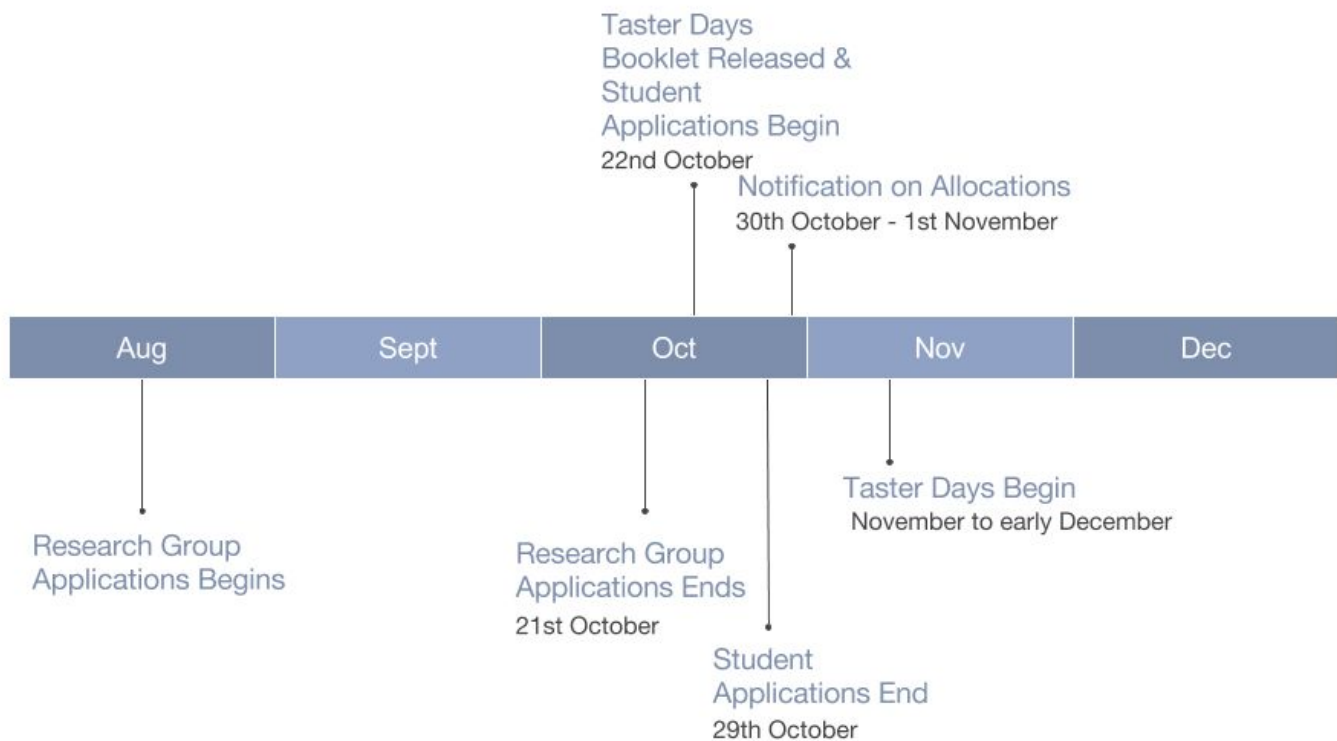 Taster Days
Booklet Released &
Student
Applications Begin
22nd October
Notification on Allocations
30th October - 1st November
Aug
Sept
Oct
Nov
Dec
Research Group
Applications Begins
Research Group
Applications Ends
21st October
Student
Applications End
29th October
Taster Days Begin
November to early December